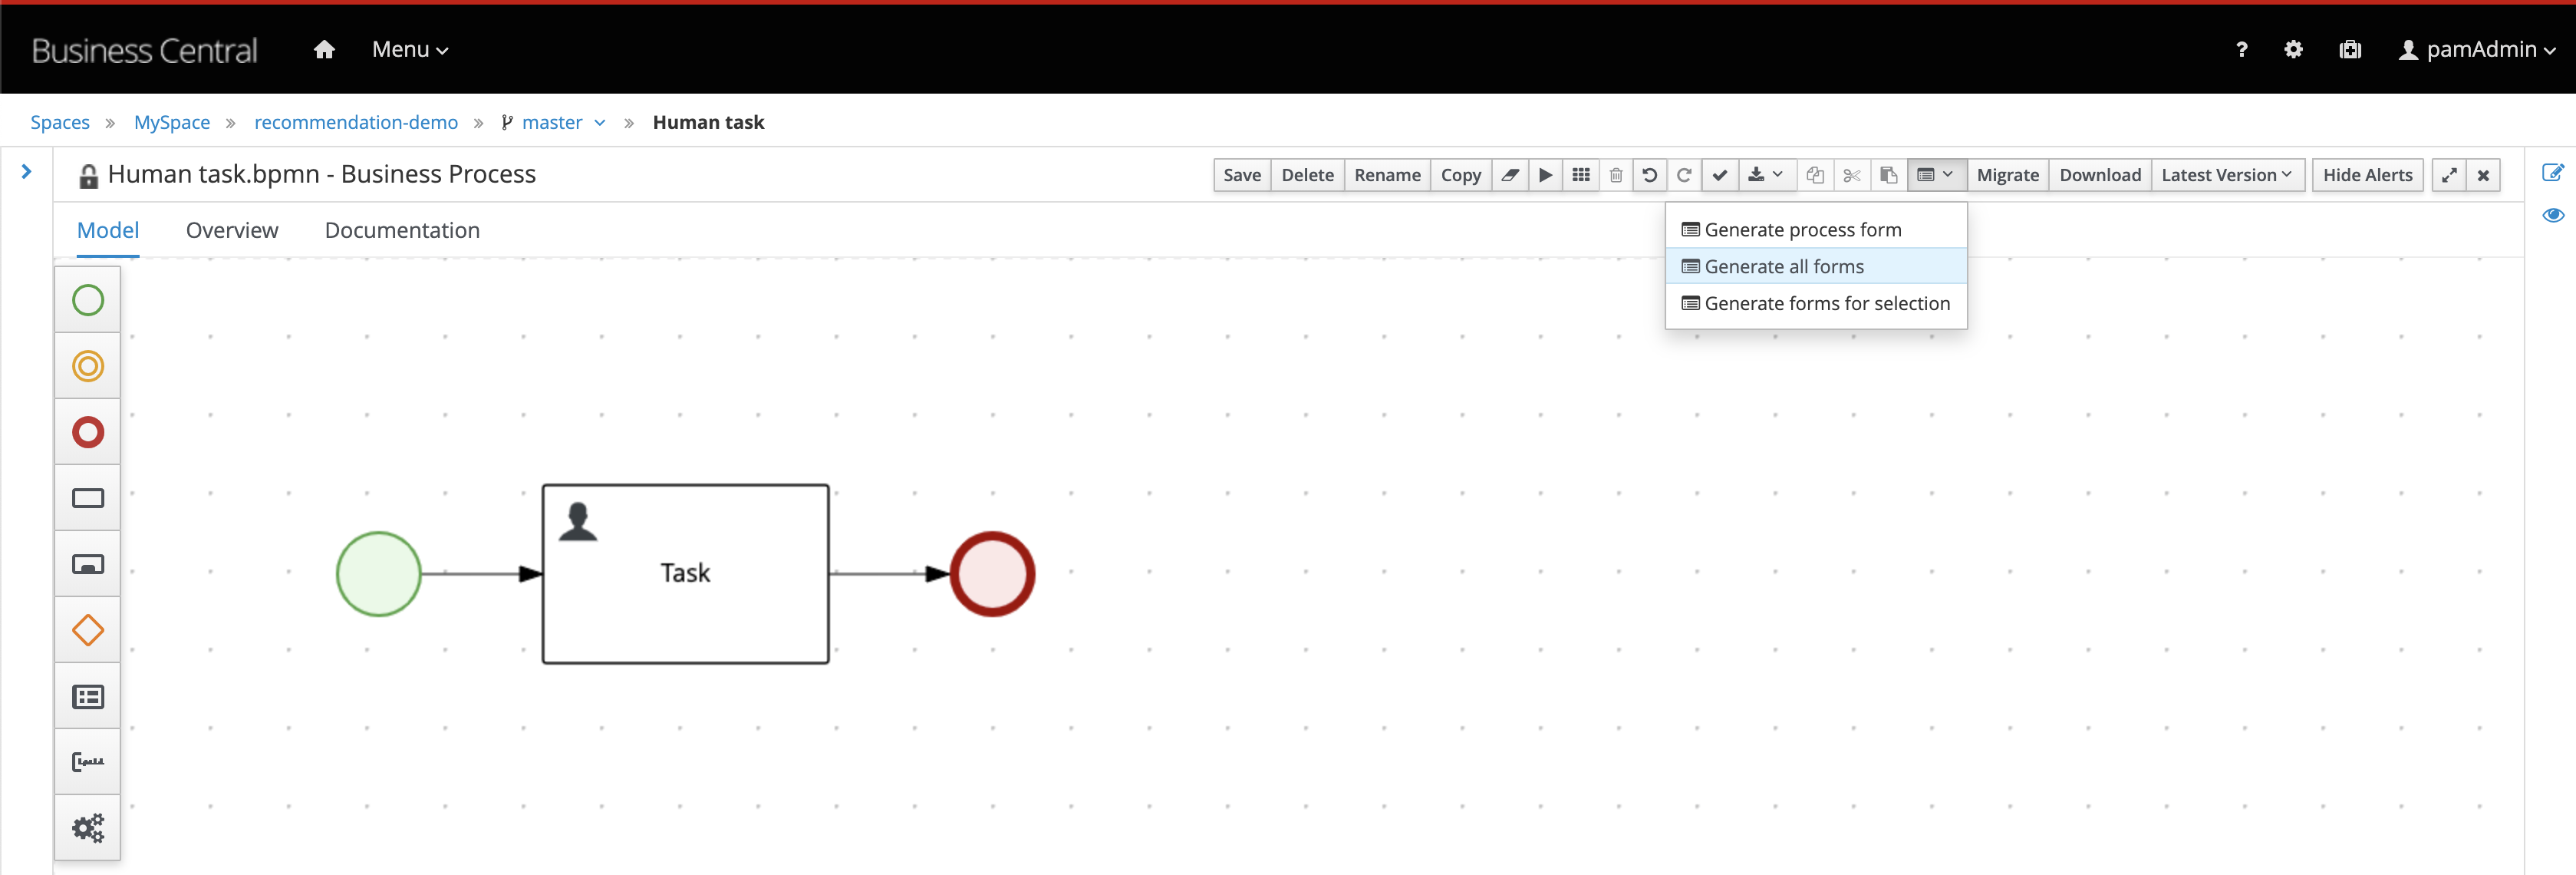 Business Central Menu ? pamAdmin
Spaces » MySpace » recommendation-demo » master » Human task
Human task.bpmn - Business Process
Save Delete Rename Copy Migrate Download Latest Version Hide Alerts
Model Overview Documentation
Generate process form
Generate all forms
Generate forms for selection
Task